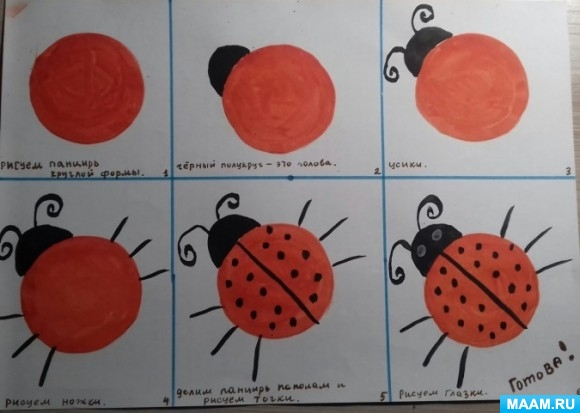 рисуем панцирь
круглой формы. 1
чёрный полукруг – это голова.
2
усики.
3
рисуем ножки. 4
делим панцирь пополам и
рисуем точки. 5
рисуем глазки. 6
Готова!
MAAM.RU